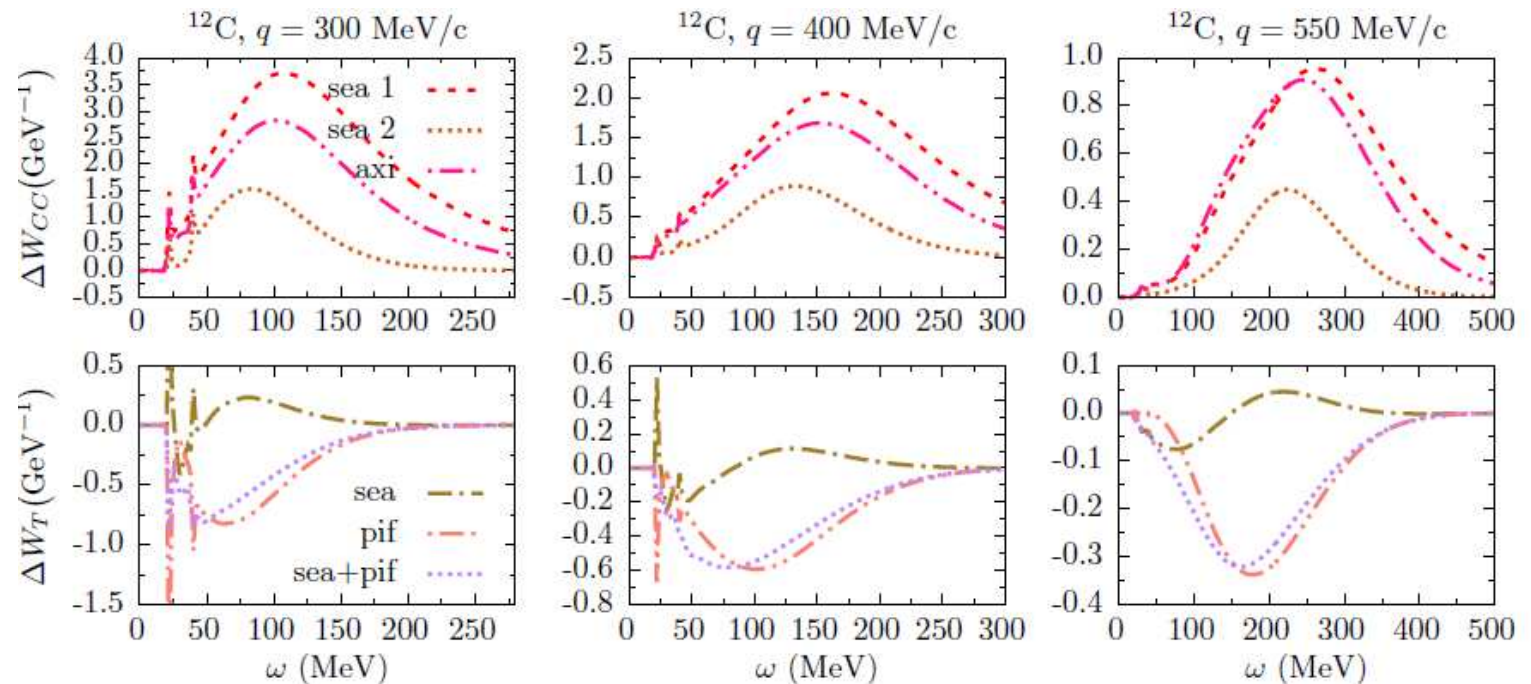 ¹²C, q = 300 MeV/c
¹²C, q = 400 MeV/c
¹²C, q = 550 MeV/c
ΔW_CC(GeV⁻¹)
4.0
3.5
3.0
2.5
2.0
1.5
1.0
0.5
0.0
-0.5
sea 1
sea 2
axi
0 50 100 150 200 250
2.5
2.0
1.5
1.0
0.5
0.0
-0.5
0 50 100 150 200 250 300
1.0
0.8
0.6
0.4
0.2
0.0
0 100 200 300 400 500
ΔW_T(GeV⁻¹)
0.5
0.0
-0.5
-1.0
-1.5
sea
pif
sea+pif
0 50 100 150 200 250
ω (MeV)
0.6
0.4
0.2
0.0
-0.2
-0.4
-0.6
-0.8
0 50 100 150 200 250 300
ω (MeV)
0.1
0.0
-0.1
-0.2
-0.3
-0.4
0 100 200 300 400 500
ω (MeV)